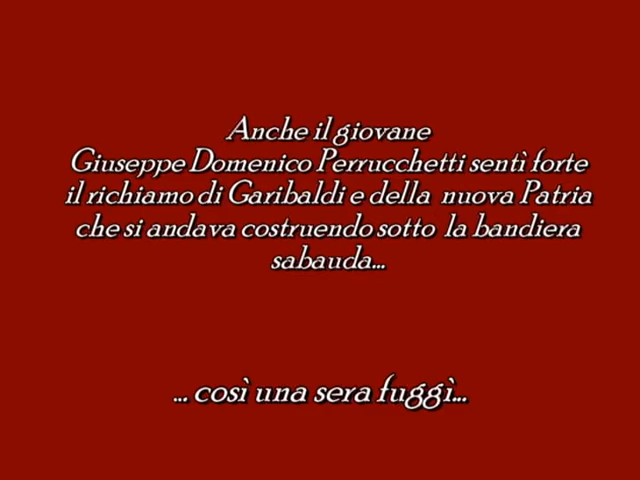 Anche il giovane
Giuseppe Domenico Perrucchetti sentì forte
il richiamo di Garibaldi e della nuova Patria
che si andava costruendo sotto la bandiera
sabauda...
... così una sera fuggì...